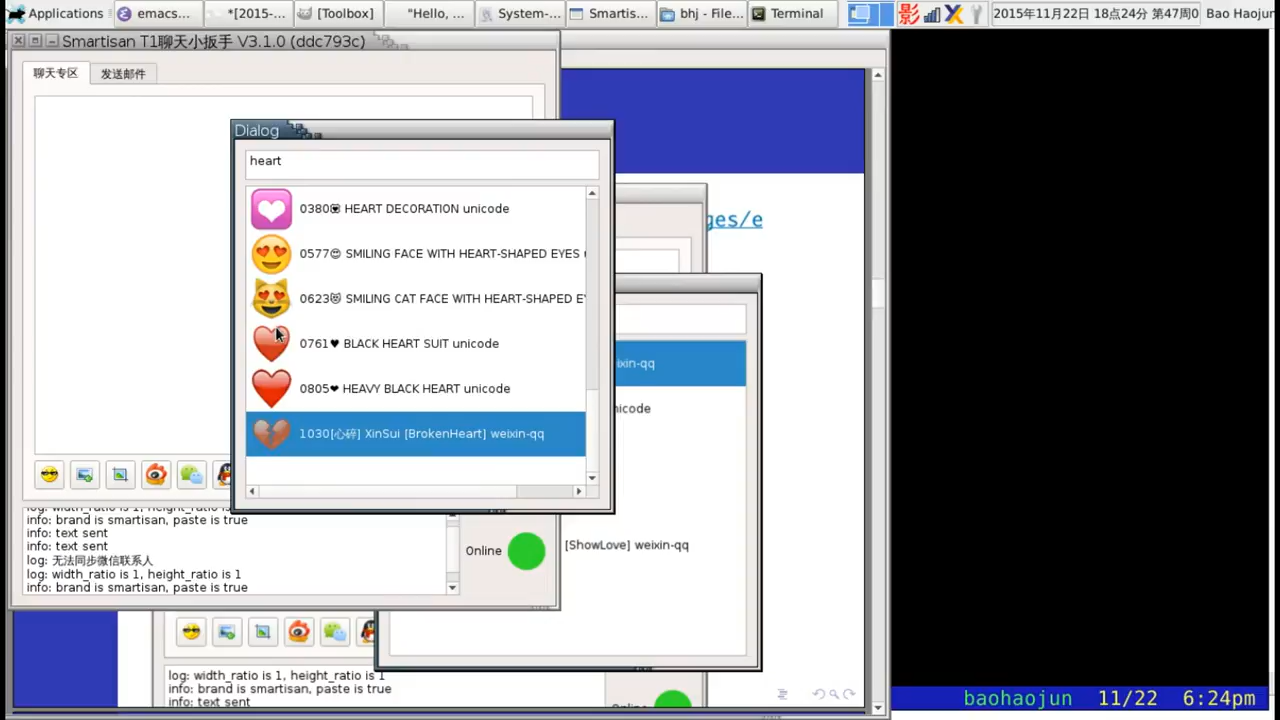 Applications
emacs...
*[2015-...
[Toolbox]
"Hello, ...
System-...
Smartis...
bhj - File...
Terminal
影
2015年11月22日 18点24分 第47周0
Bao Haojun
Smartisan T1聊天小扳手 V3.1.0 (ddc793c)
聊天专区
发送邮件
Dialog
heart
0380💟 HEART DECORATION unicode
0577😍 SMILING FACE WITH HEART-SHAPED EYES
0623😻 SMILING CAT FACE WITH HEART-SHAPED
0761♥ BLACK HEART SUIT unicode
0805❤ HEAVY BLACK HEART unicode
1030[心碎] XinSui [BrokenHeart] weixin-qq
ges/e
ixin-qq
nicode
[ShowLove] weixin-qq
info: brand is smartisan, paste is true
info: text sent
info: text sent
log: 无法同步微信联系人
log: width_ratio is 1, height_ratio is 1
info: brand is smartisan, paste is true
Online
log: width_ratio is 1, height_ratio is 1
info: brand is smartisan, paste is true
info: text sent
baohaojun 11/22 6:24pm